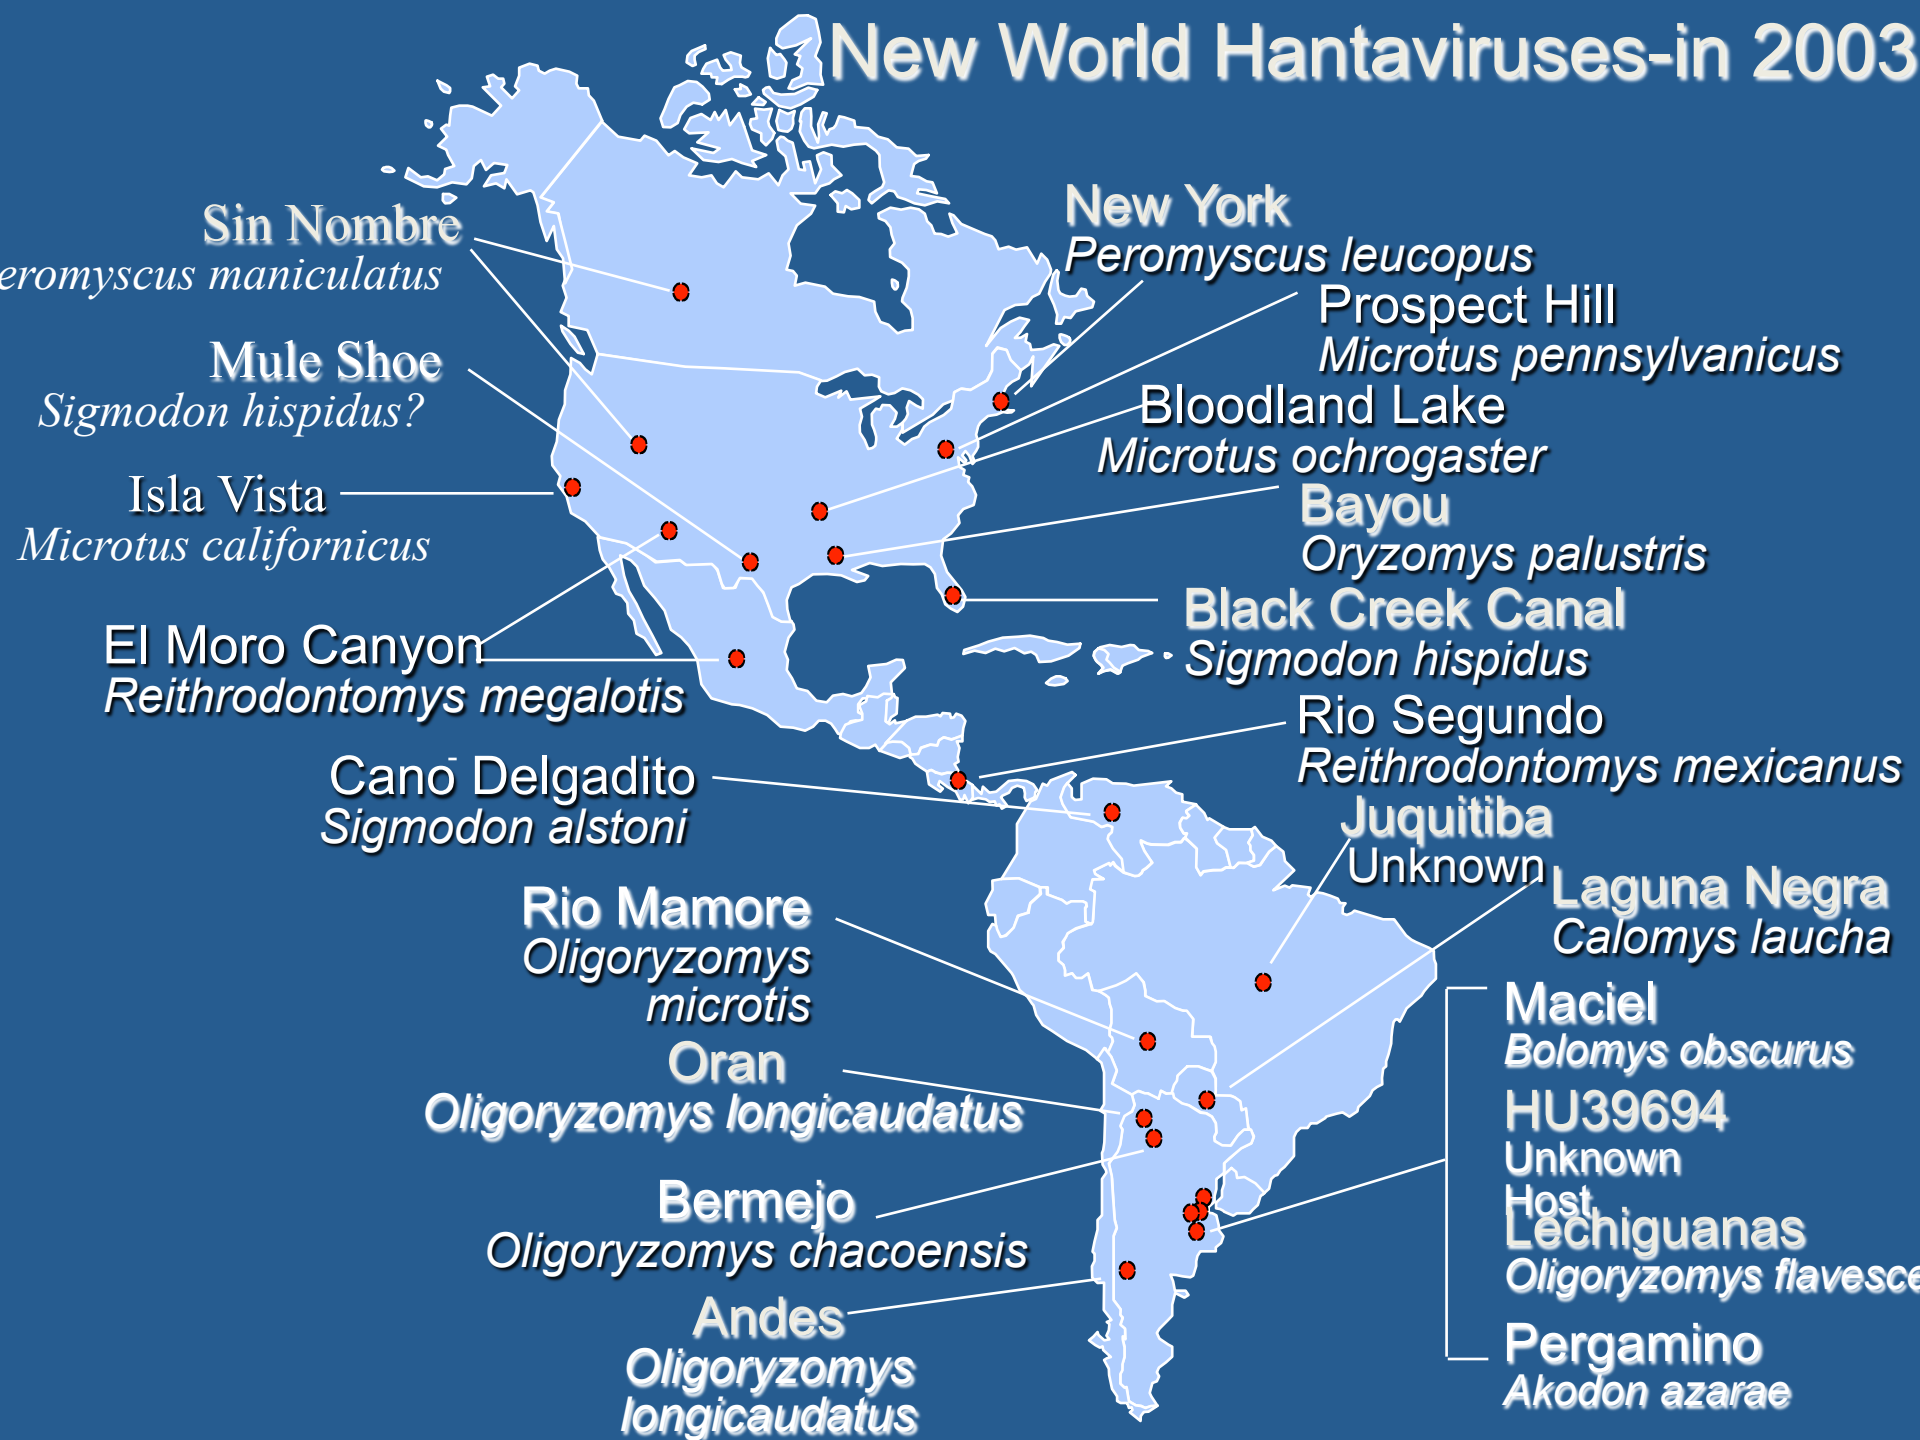 New World Hantaviruses-in 2003
Sin Nombre
eromyscus maniculatus
Mule Shoe
Sigmodon hispidus?
Isla Vista
Microtus californicus
El Moro Canyon
Reithrodontomys megalotis
Cano Delgadito
Sigmodon alstoni
Rio Mamore
Oligoryzomys
microtis
Oran
Oligoryzomys longicaudatus
Bermejo
Oligoryzomys chacoensis
Andes
Oligoryzomys
longicaudatus
New York
Peromyscus leucopus
Prospect Hill
Microtus pennsylvanicus
Bloodland Lake
Microtus ochrogaster
Bayou
Oryzomys palustris
Black Creek Canal
Sigmodon hispidus
Rio Segundo
Reithrodontomys mexicanus
Juquitiba
Unknown
Laguna Negra
Calomys laucha
Maciel
Bolomys obscurus
HU39694
Unknown
Host
Lechiguanas
Oligoryzomys flavesce
Pergamino
Akodon azarae